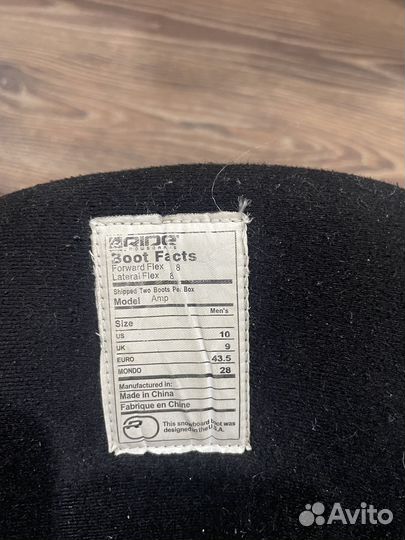 RIDE
SNOWBOARDS
Boot Facts
Forward Flex 8
Lateral Flex 8
Shipped Two Boots Per Box
Model Amp
Men's
Size
US 10
UK 9
EURO 43.5
MONDO 28
Manufactured in:
Made in China
Fabrique en Chine
This snowboard boot was
designed in the U.S.A.
Avito